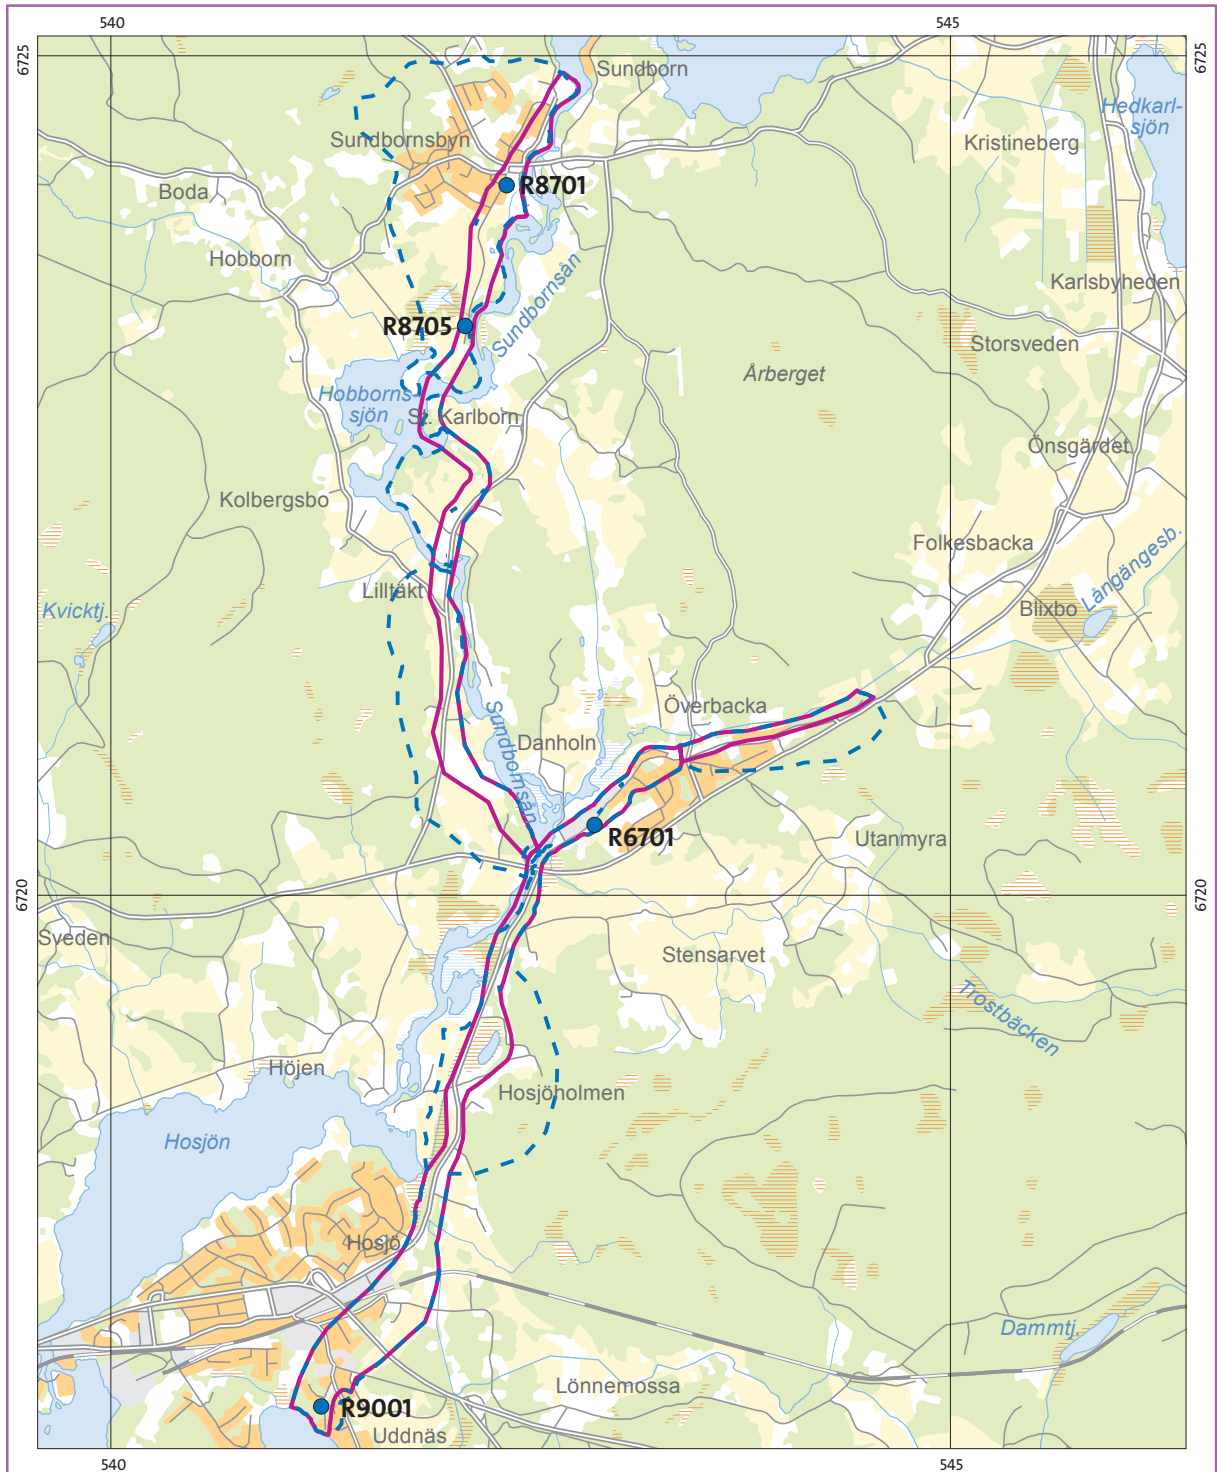 540
545
6725
6725
Sundborn
Hedkarl-
sjön
Sundbornsbyn
Kristineberg
Boda
R8701
Hobborn
Karlsbyheden
Sundbornsån
R8705
Storsveden
Årberget
Hobborns-
sjön
St. Karlborn
Önsgärdet
Kolbergsbo
Folkesbacka
Långängesb.
Lilltäkt
Kvicktj.
Blixbo
Överbacka
Sundbornsån
Danholn
R6701
Utanmyra
6720
6720
Sveden
Stensarvet
Trostbäcken
Höjen
Hosjöholmen
Hosjön
Hosjö
Dammtj.
Lönnemossa
R9001
Uddnäs
540
545